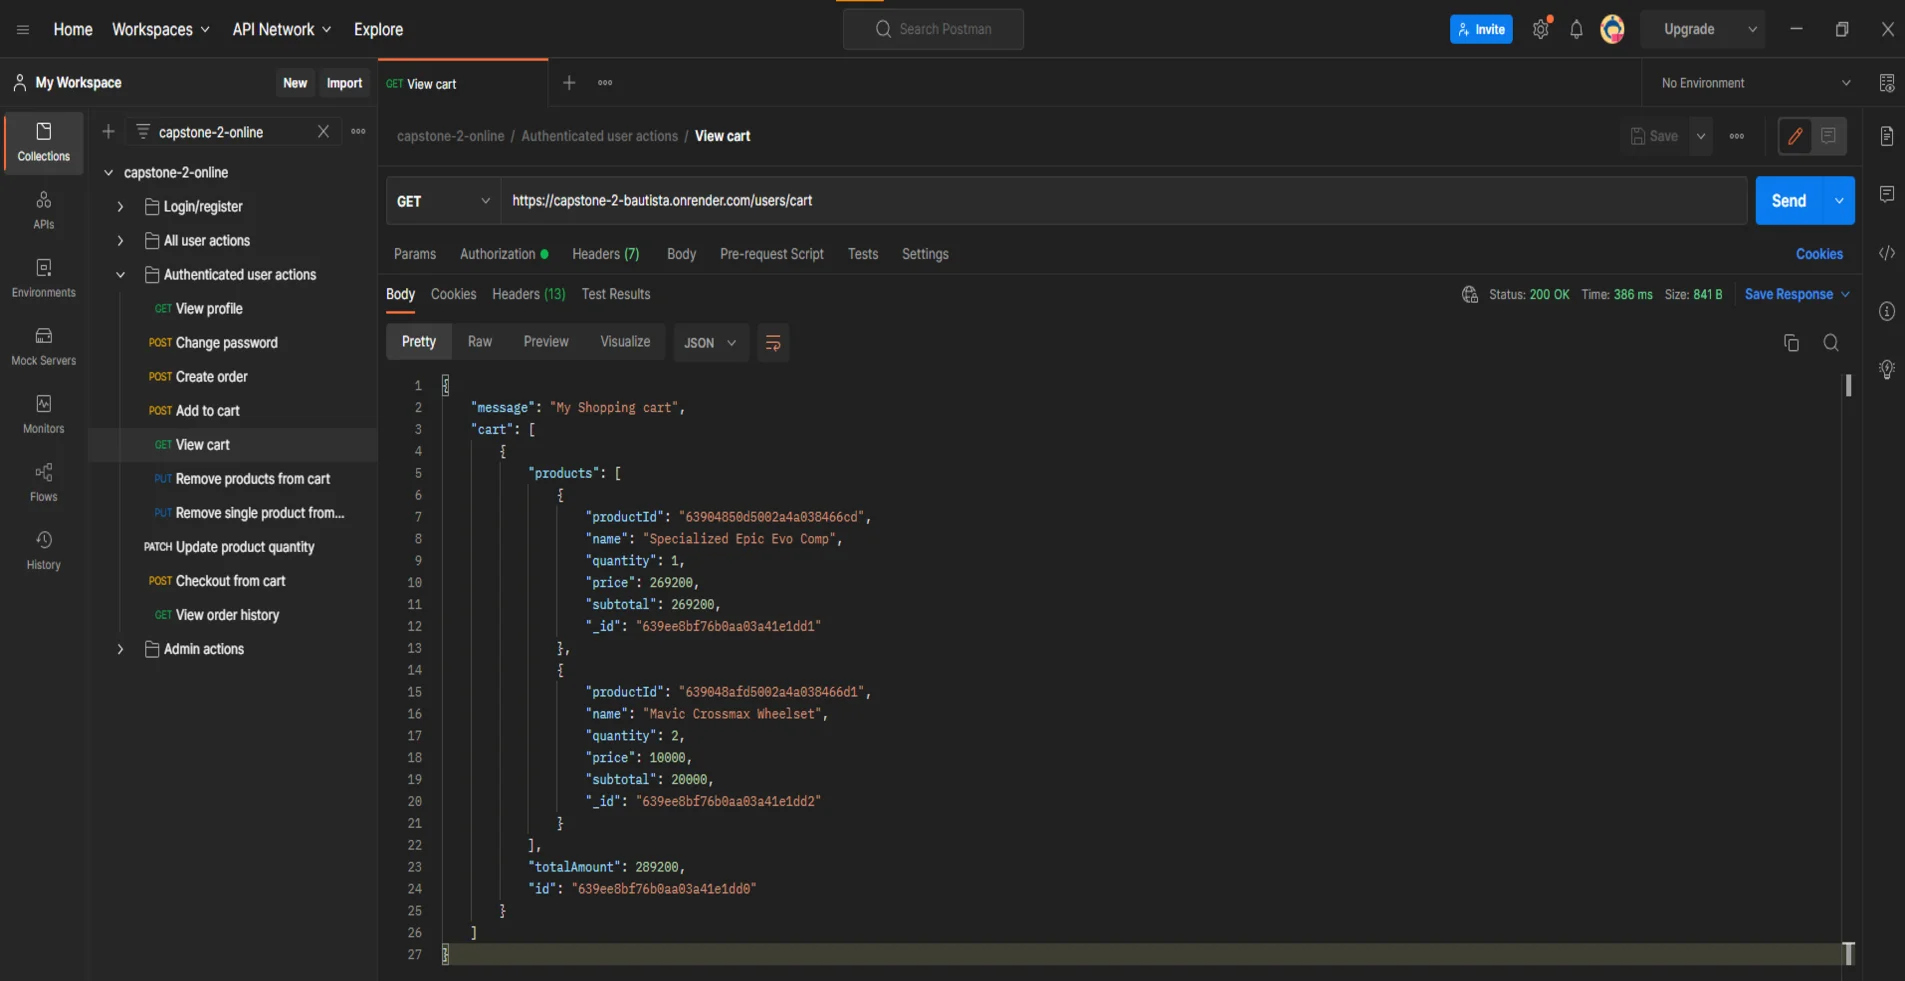 Home Workspaces API Network Explore Search Postman Invite Upgrade
My Workspace New Import GET View cart No Environment
capstone-2-online
capstone-2-online / Authenticated user actions / View cart Save
Collections
APIs
Environments
Mock Servers
Monitors
Flows
History
capstone-2-online
Login/register
All user actions
Authenticated user actions
GET View profile
POST Change password
POST Create order
POST Add to cart
GET View cart
PUT Remove products from cart
PUT Remove single product from...
PATCH Update product quantity
POST Checkout from cart
GET View order history
Admin actions
GET https://capstone-2-bautista.onrender.com/users/cart Send
Params Authorization Headers (7) Body Pre-request Script Tests Settings Cookies
Body Cookies Headers (13) Test Results Status: 200 OK Time: 386 ms Size: 841 B Save Response
Pretty Raw Preview Visualize JSON
1 {
2 "message": "My Shopping cart",
3 "cart": [
4 {
5 "products": [
6 {
7 "productId": "63904850d5002a4a038466cd",
8 "name": "Specialized Epic Evo Comp",
9 "quantity": 1,
10 "price": 269200,
11 "subtotal": 269200,
12 "_id": "639ee8bf76b0aa03a41e1dd1"
13 },
14 {
15 "productId": "639048afd5002a4a038466d1",
16 "name": "Mavic Crossmax Wheelset",
17 "quantity": 2,
18 "price": 10000,
19 "subtotal": 20000,
20 "_id": "639ee8bf76b0aa03a41e1dd2"
21 }
22 ],
23 "totalAmount": 289200,
24 "id": "639ee8bf76b0aa03a41e1dd0"
25 }
26 ]
27 }